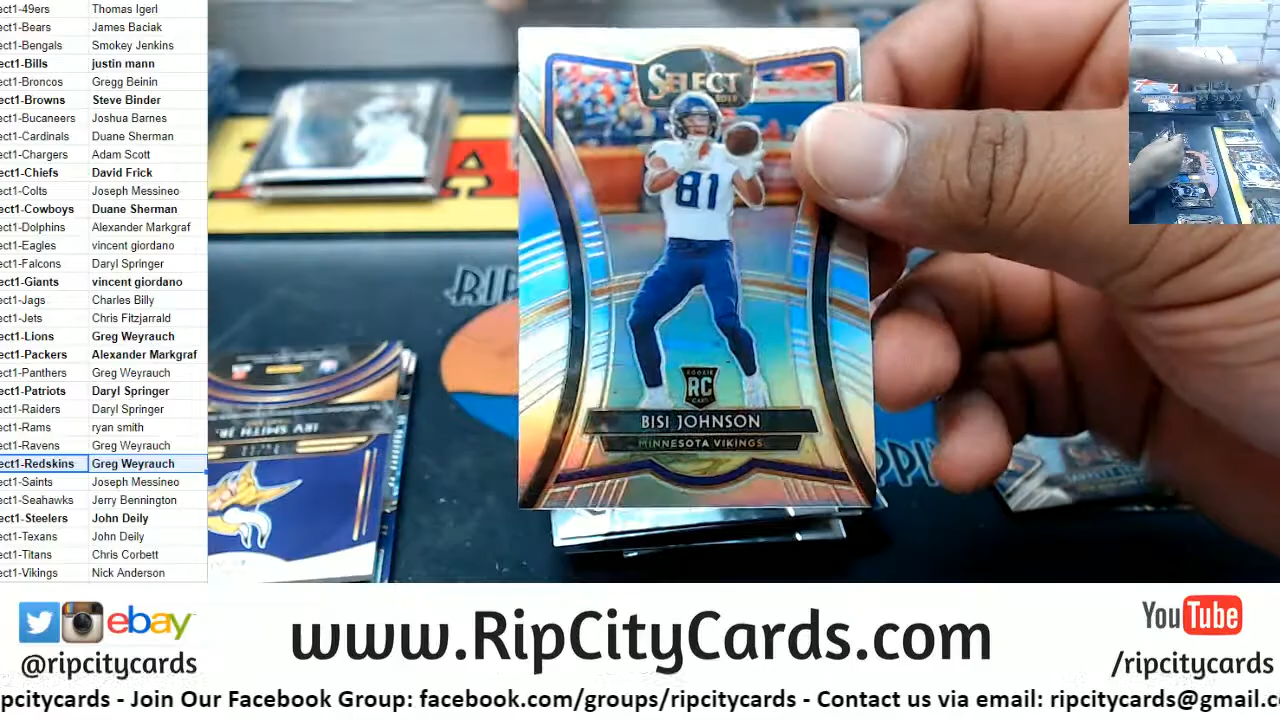 ect1-49ers Thomas Igerl
ect1-Bears James Baciak
ect1-Bengals Smokey Jenkins
ect1-Bills justin mann
ect1-Broncos Gregg Beinin
ect1-Browns Steve Binder
ect1-Bucaneers Joshua Barnes
ect1-Cardinals Duane Sherman
ect1-Chargers Adam Scott
ect1-Chiefs David Frick
ect1-Colts Joseph Messineo
ect1-Cowboys Duane Sherman
ect1-Dolphins Alexander Markgraf
ect1-Eagles vincent giordano
ect1-Falcons Daryl Springer
ect1-Giants vincent giordano
ect1-Jags Charles Billy
ect1-Jets Chris Fitzjarrald
ect1-Lions Greg Weyrauch
ect1-Packers Alexander Markgraf
ect1-Panthers Greg Weyrauch
ect1-Patriots Daryl Springer
ect1-Raiders Daryl Springer
ect1-Rams ryan smith
ect1-Ravens Greg Weyrauch
ect1-Redskins Greg Weyrauch
ect1-Saints Joseph Messineo
ect1-Seahawks Jerry Bennington
ect1-Steelers John Deily
ect1-Texans John Deily
ect1-Titans Chris Corbett
ect1-Vikings Nick Anderson
SELECT
2019
81
ROOKIE
RC
CARD
BISI JOHNSON
MINNESOTA VIKINGS
RIP
IRV SMITH JR.
ebay
@ripcitycards
www.RipCityCards.com
YouTube
/ripcitycards
pcitycards - Join Our Facebook Group: facebook.com/groups/ripcitycards - Contact us via email: ripcitycards@gmail.c